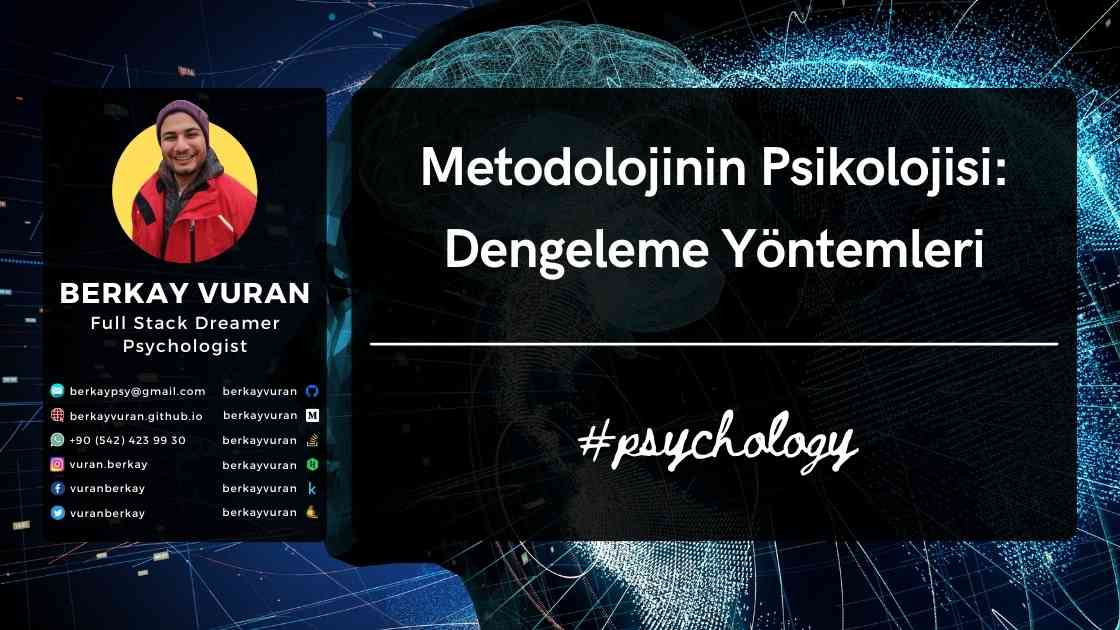 BERKAY VURAN
Full Stack Dreamer
Psychologist
berkaypsy@gmail.com
berkayvuran
berkayvuran.github.io
berkayvuran
+90 (542) 423 99 30
berkayvuran
vuran.berkay
berkayvuran
vuranberkay
berkayvuran
vuranberkay
berkayvuran
Metodolojinin Psikolojisi:
Dengeleme Yöntemleri
#psychology